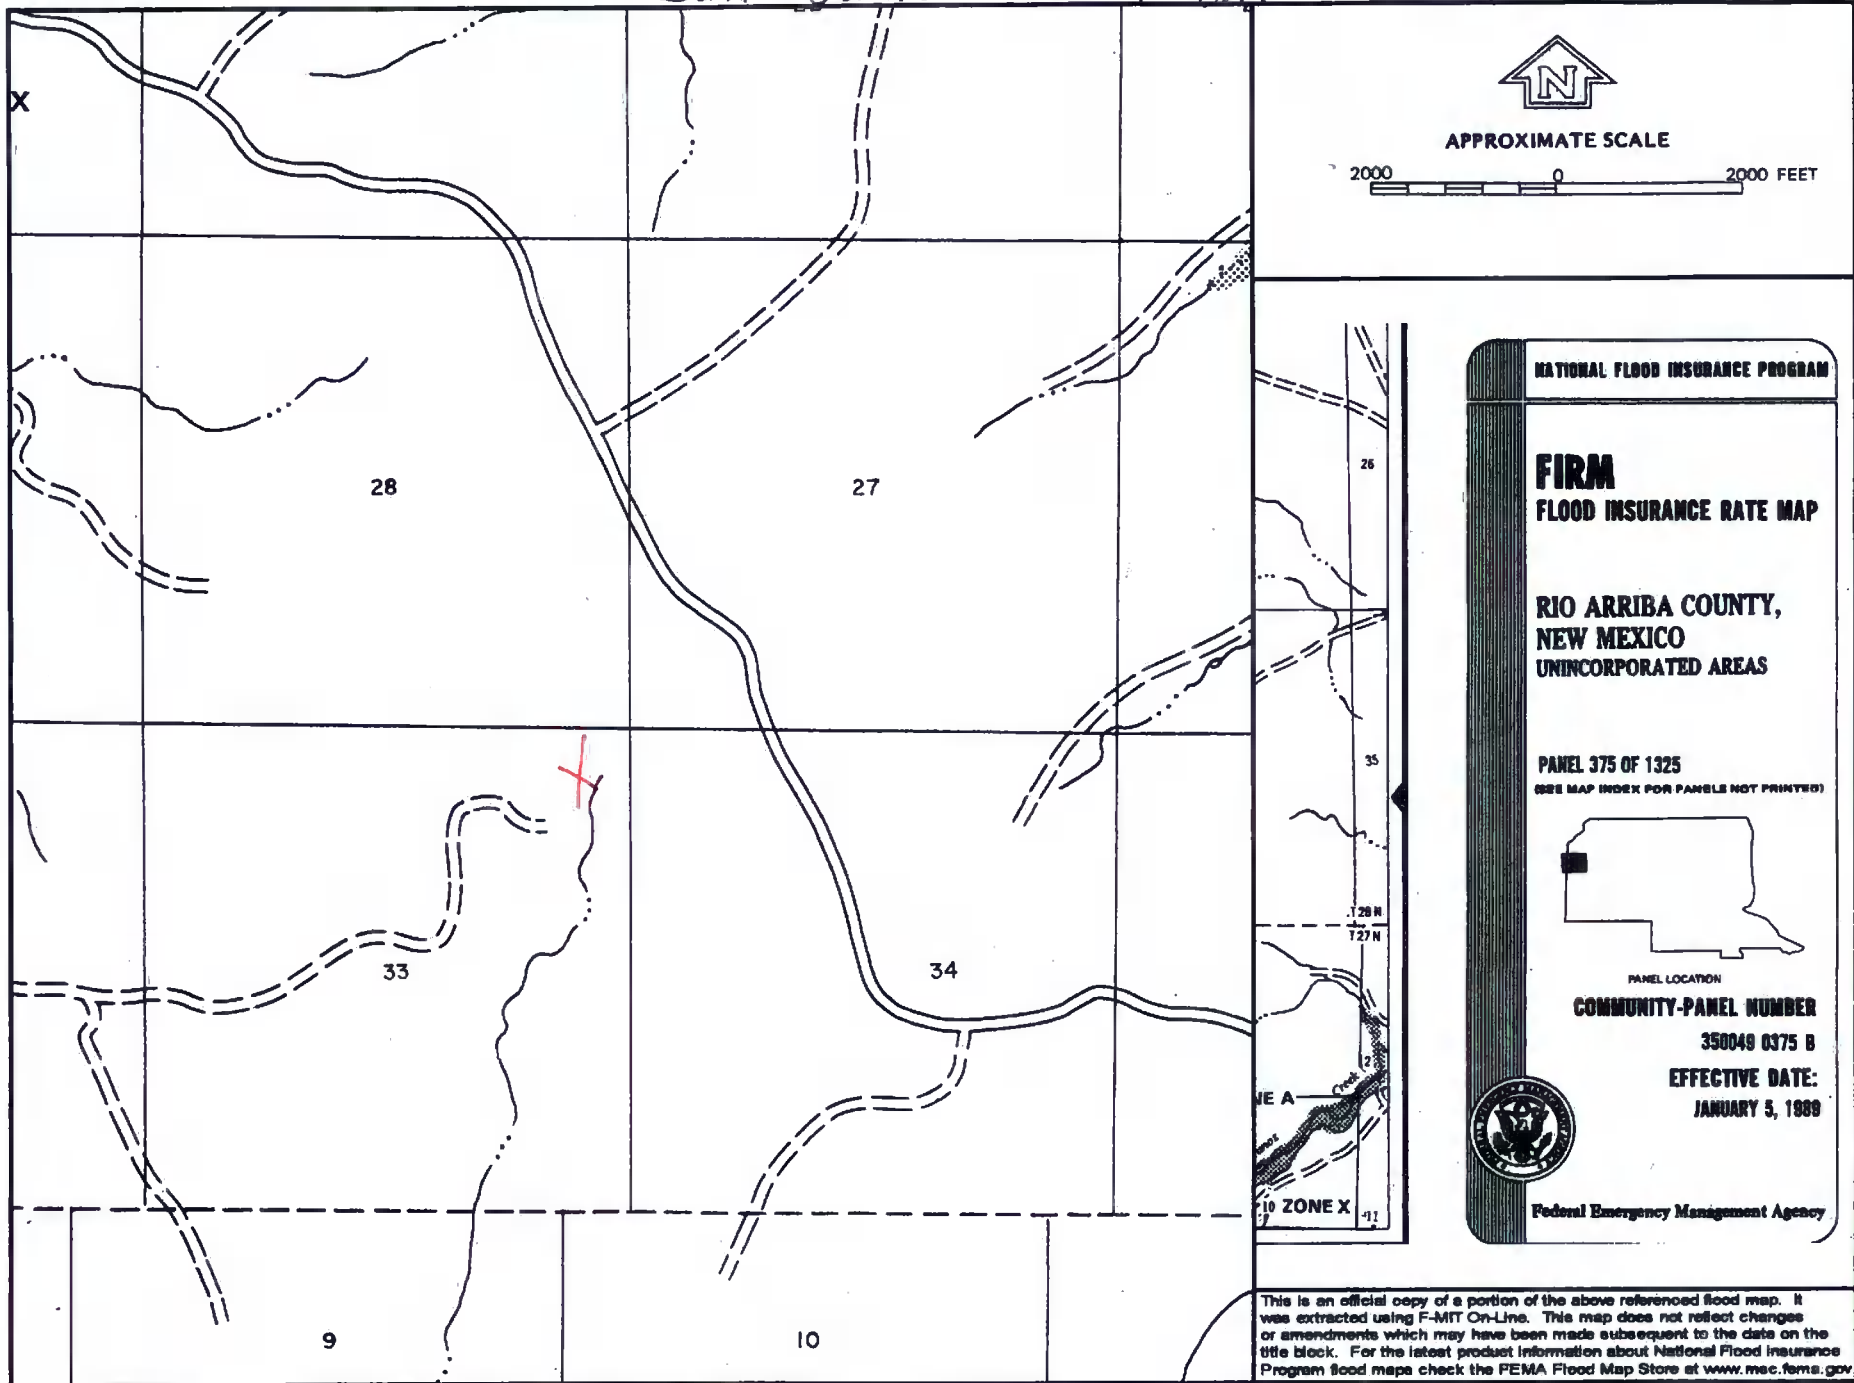 X
28
27
33
34
9
10
N
APPROXIMATE SCALE
2000 0 2000 FEET
26
35
T28N
T27N
12
Creek
NE A
10 ZONE X 11
NATIONAL FLOOD INSURANCE PROGRAM
FIRM
FLOOD INSURANCE RATE MAP
RIO ARRIBA COUNTY,
NEW MEXICO
UNINCORPORATED AREAS
PANEL 375 OF 1325
(SEE MAP INDEX FOR PANELS NOT PRINTED)
PANEL LOCATION
COMMUNITY-PANEL NUMBER
350049 0375 B
EFFECTIVE DATE:
JANUARY 5, 1989
Federal Emergency Management Agency
This is an official copy of a portion of the above referenced flood map. It
was extracted using F-MIT On-Line. This map does not reflect changes
or amendments which may have been made subsequent to the date on the
title block. For the latest product information about National Flood Insurance
Program flood maps check the FEMA Flood Map Store at www.msc.fema.gov